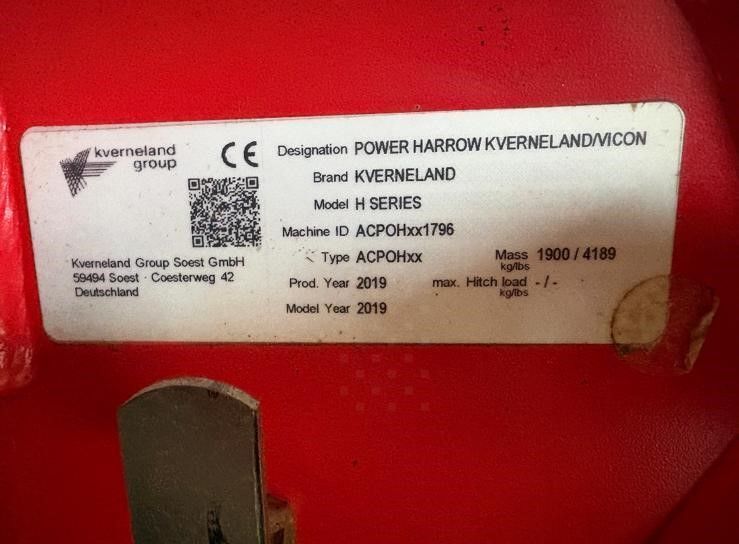 kverneland
group
CE
Designation POWER HARROW KVERNELAND/VICON
Brand KVERNELAND
Model H SERIES
Machine ID ACPOHxx1796
Type ACPOHxx
Mass 1900 / 4189
kg/lbs
Prod. Year 2019
max. Hitch load - / -
kg/lbs
Model Year 2019
Kverneland Group Soest GmbH
59494 Soest · Coesterweg 42
Deutschland